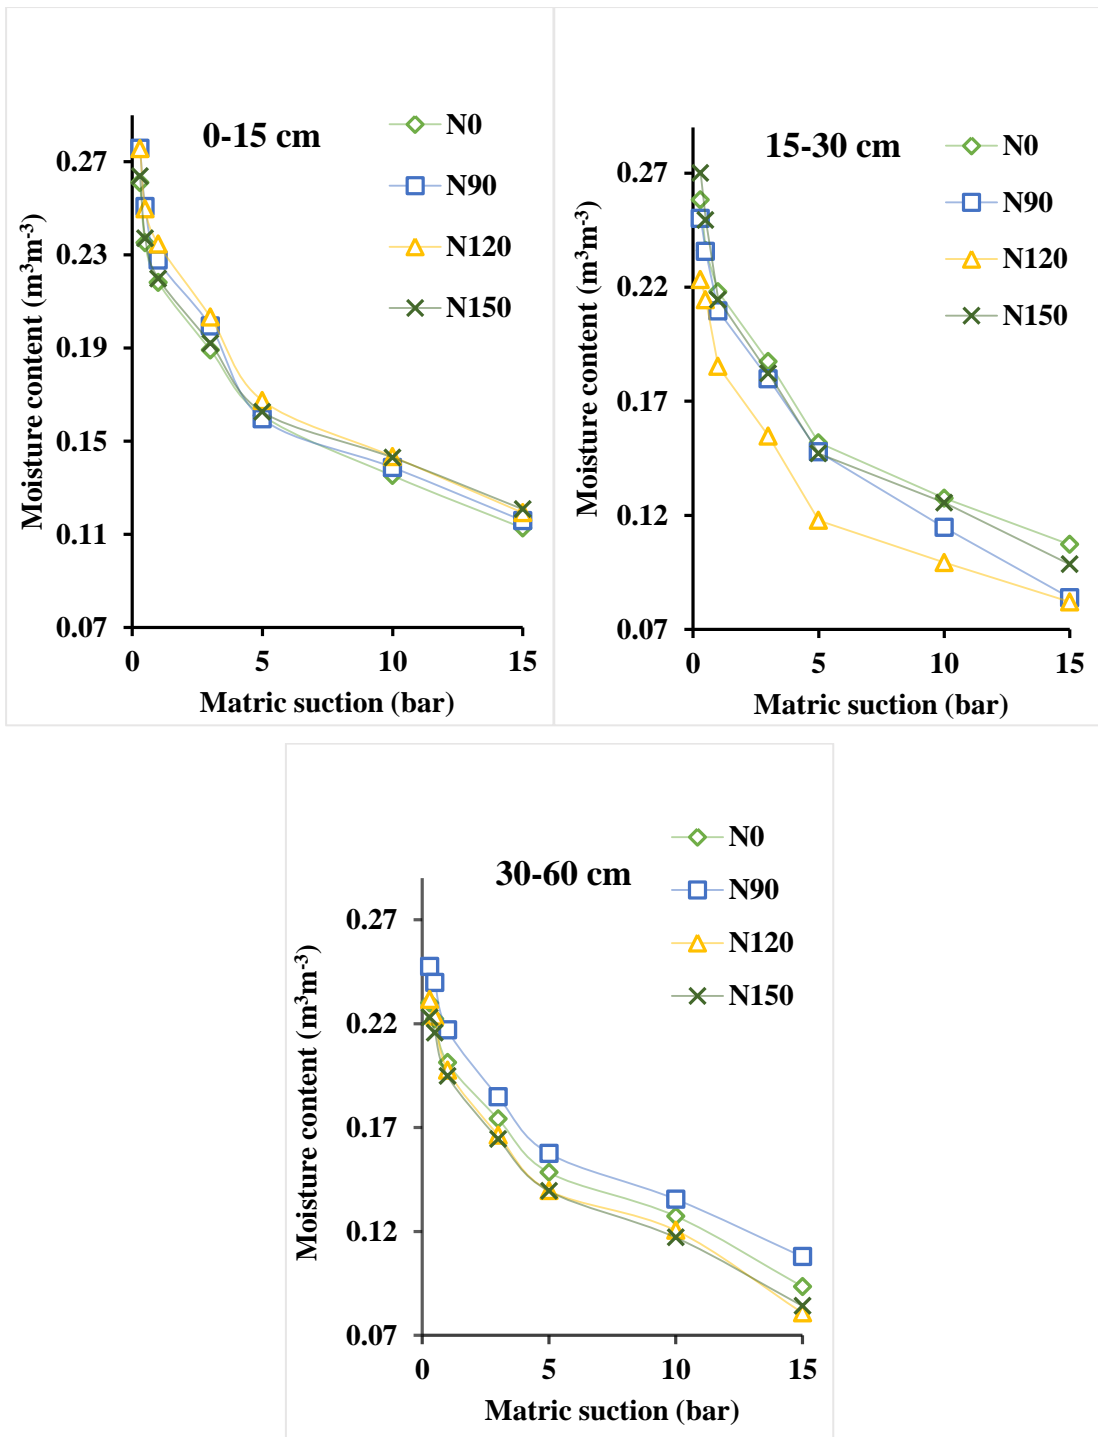 0-15 cm
N0
N90
N120
N150
0.27
0.23
0.19
0.15
0.11
0.07
0
5
10
15
Moisture content (m³m⁻³)
Matric suction (bar)
15-30 cm
N0
N90
N120
N150
0.27
0.22
0.17
0.12
0.07
0
5
10
15
Moisture content (m³m⁻³)
Matric suction (bar)
30-60 cm
N0
N90
N120
N150
0.27
0.22
0.17
0.12
0.07
0
5
10
15
Moisture content (m³m⁻³)
Matric suction (bar)